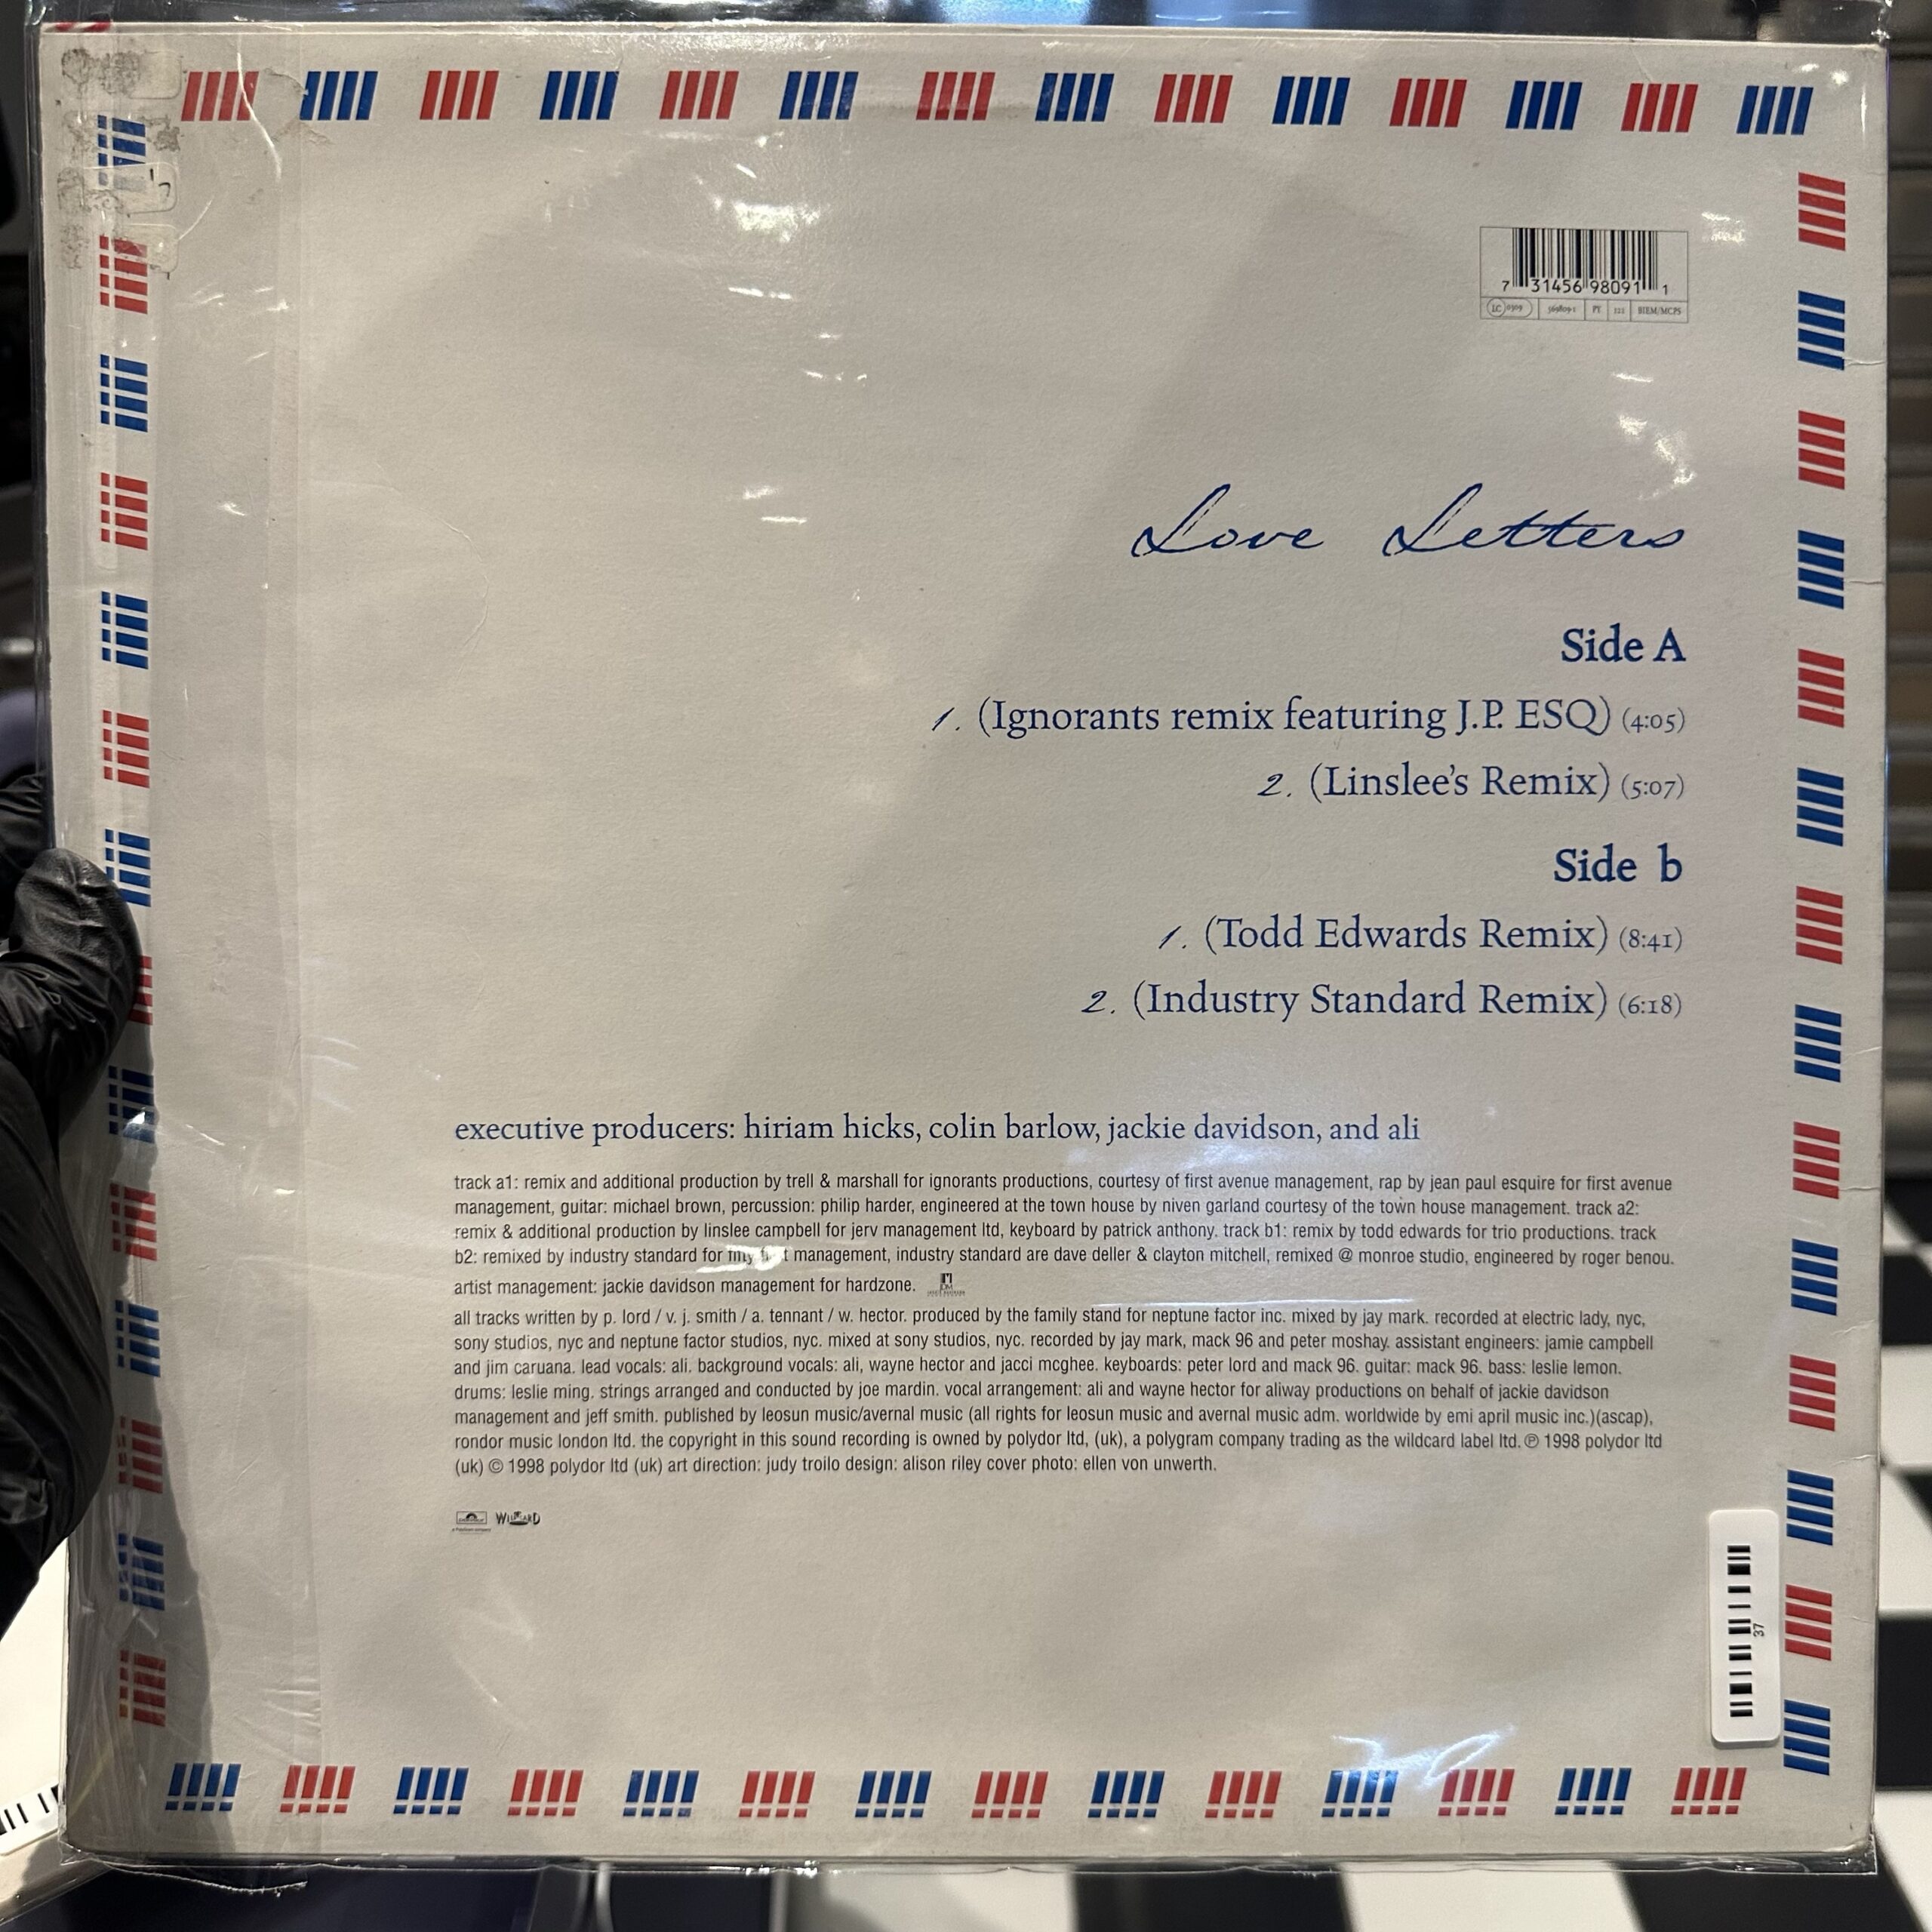 7 31456 98091 1
LC 0309 569809-1 PY 121 BIEM/MCPS
Love Letters
Side A
1. (Ignorants remix featuring J.P. ESQ) (4:05)
2. (Linslee's Remix) (5:07)
Side b
1. (Todd Edwards Remix) (8:41)
2. (Industry Standard Remix) (6:18)
executive producers: hiriam hicks, colin barlow, jackie davidson, and ali
track a1: remix and additional production by trell & marshall for ignorants productions, courtesy of first avenue management, rap by jean paul esquire for first avenue
management, guitar: michael brown, percussion: philip harder, engineered at the town house by niven garland courtesy of the town house management. track a2:
remix & additional production by linslee campbell for jerv management ltd, keyboard by patrick anthony. track b1: remix by todd edwards for trio productions. track
b2: remixed by industry standard for management, industry standard are dave deller & clayton mitchell, remixed @ monroe studio, engineered by roger benou.
artist management: jackie davidson management for hardzone.
all tracks written by p. lord / v. j. smith / a. tennant / w. hector. produced by the family stand for neptune factor inc. mixed by jay mark. recorded at electric lady, nyc,
sony studios, nyc and neptune factor studios, nyc. mixed at sony studios, nyc. recorded by jay mark, mack 96 and peter moshay. assistant engineers: jamie campbell
and jim caruana. lead vocals: ali. background vocals: ali, wayne hector and jacci mcghee. keyboards: peter lord and mack 96. guitar: mack 96. bass: leslie lemon.
drums: leslie ming. strings arranged and conducted by joe mardin. vocal arrangement: ali and wayne hector for aliway productions on behalf of jackie davidson
management and jeff smith. published by leosun music/avernal music (all rights for leosun music and avernal music adm. worldwide by emi april music inc.)(ascap),
rondor music london ltd. the copyright in this sound recording is owned by polydor ltd, (uk), a polygram company trading as the wildcard label ltd. ℗ 1998 polydor ltd
(uk) © 1998 polydor ltd (uk) art direction: judy troilo design: alison riley cover photo: ellen von unwerth.
WILDCARD
37